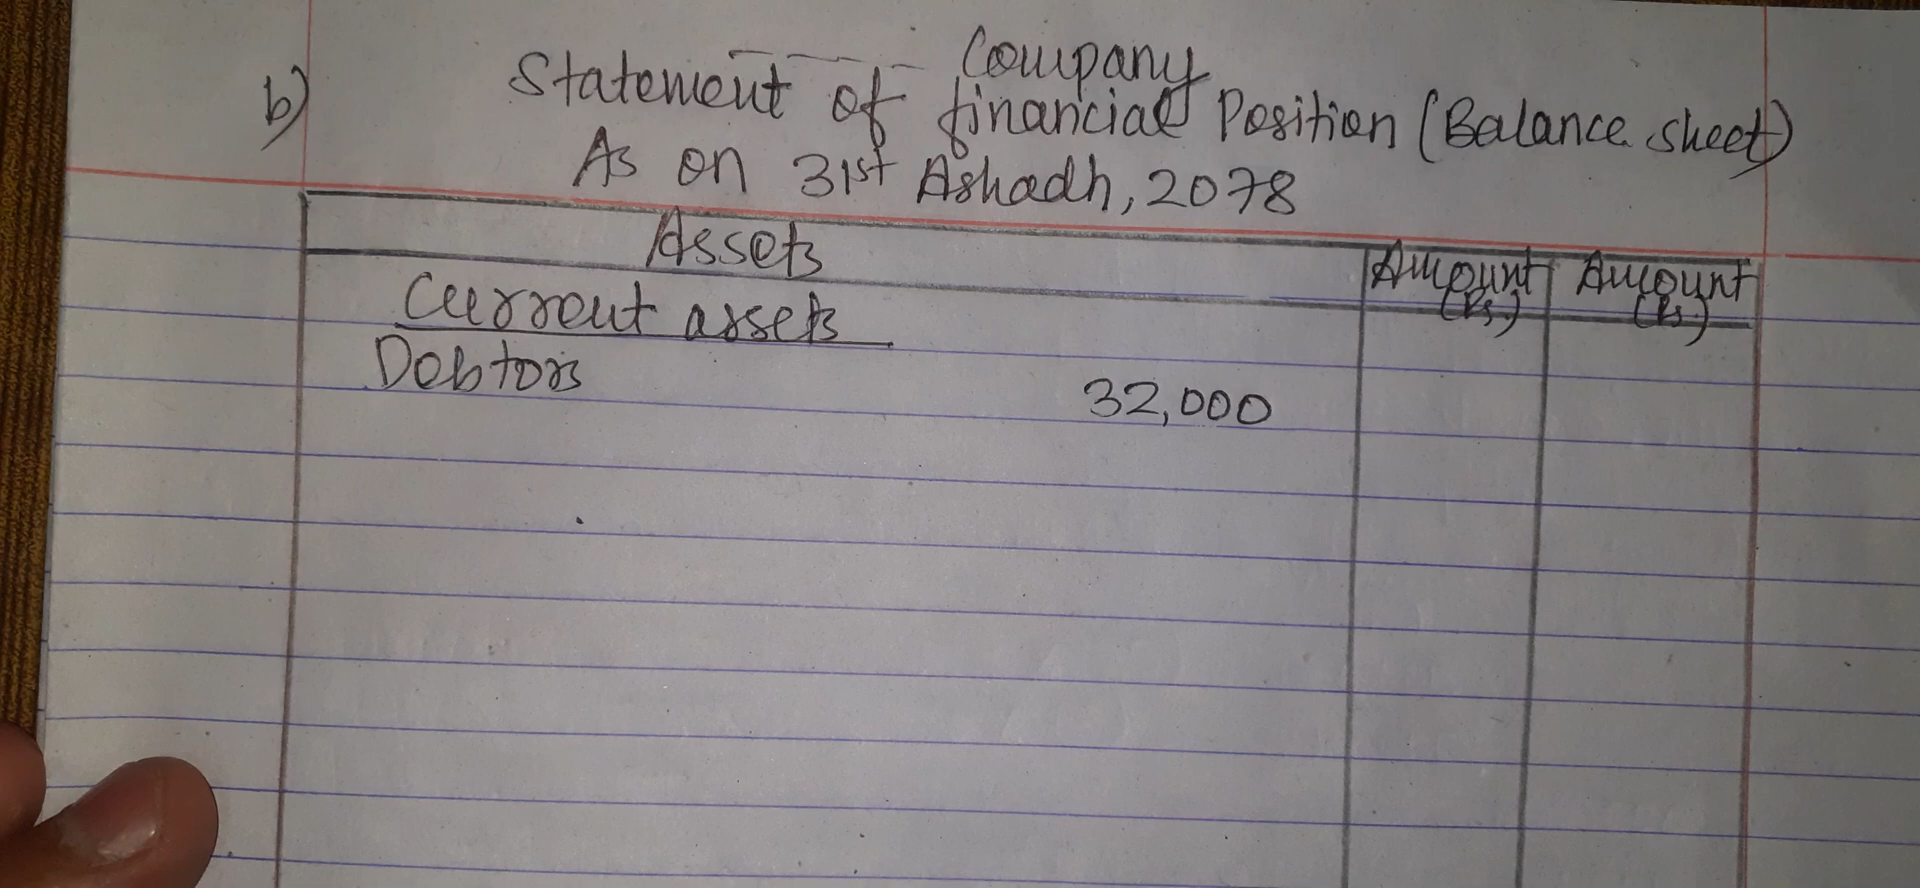 b)
_ _ _ _ Company
Statement of financial Position (Balance sheet)
As on 31st Ashadh, 2078
Assets Amount (Rs.) Amount (Rs.)
Current assets
Debtors 32,000